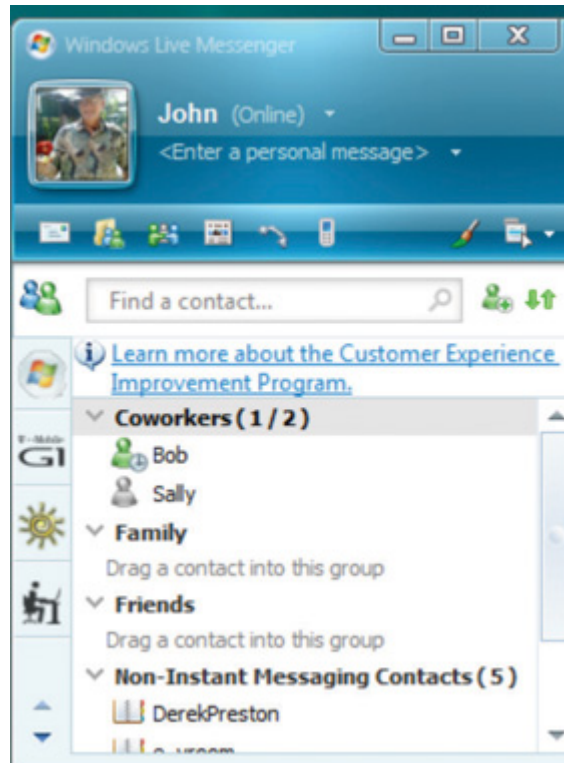 Windows Live Messenger
John (Online)
<Enter a personal message>
Find a contact...
Learn more about the Customer Experience
Improvement Program.
T-Mobile
G1
Coworkers (1/2)
Bob
Sally
Family
Drag a contact into this group
Friends
Drag a contact into this group
Non-Instant Messaging Contacts (5)
DerekPreston